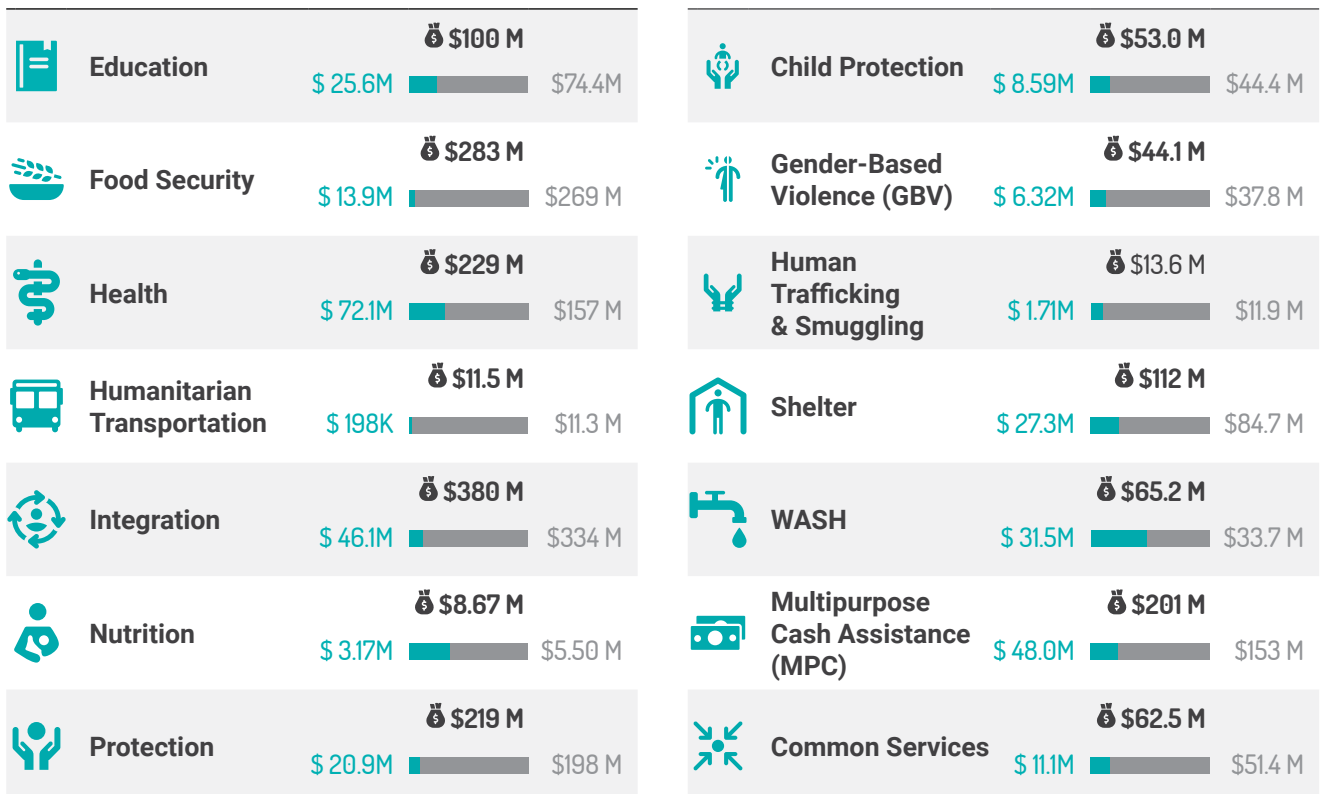 $100 M
Education
$ 25.6M
$74.4M
$283 M
Food Security
$ 13.9M
$269 M
$229 M
Health
$ 72.1M
$157 M
$11.5 M
Humanitarian
Transportation
$ 198K
$11.3 M
$380 M
Integration
$ 46.1M
$334 M
$8.67 M
Nutrition
$ 3.17M
$5.50 M
$219 M
Protection
$ 20.9M
$198 M
$53.0 M
Child Protection
$ 8.59M
$44.4 M
$44.1 M
Gender-Based
Violence (GBV)
$ 6.32M
$37.8 M
$13.6 M
Human
Trafficking
& Smuggling
$ 1.71M
$11.9 M
$112 M
Shelter
$ 27.3M
$84.7 M
$65.2 M
WASH
$ 31.5M
$33.7 M
$201 M
Multipurpose
Cash Assistance
(MPC)
$ 48.0M
$153 M
$62.5 M
Common Services
$ 11.1M
$51.4 M